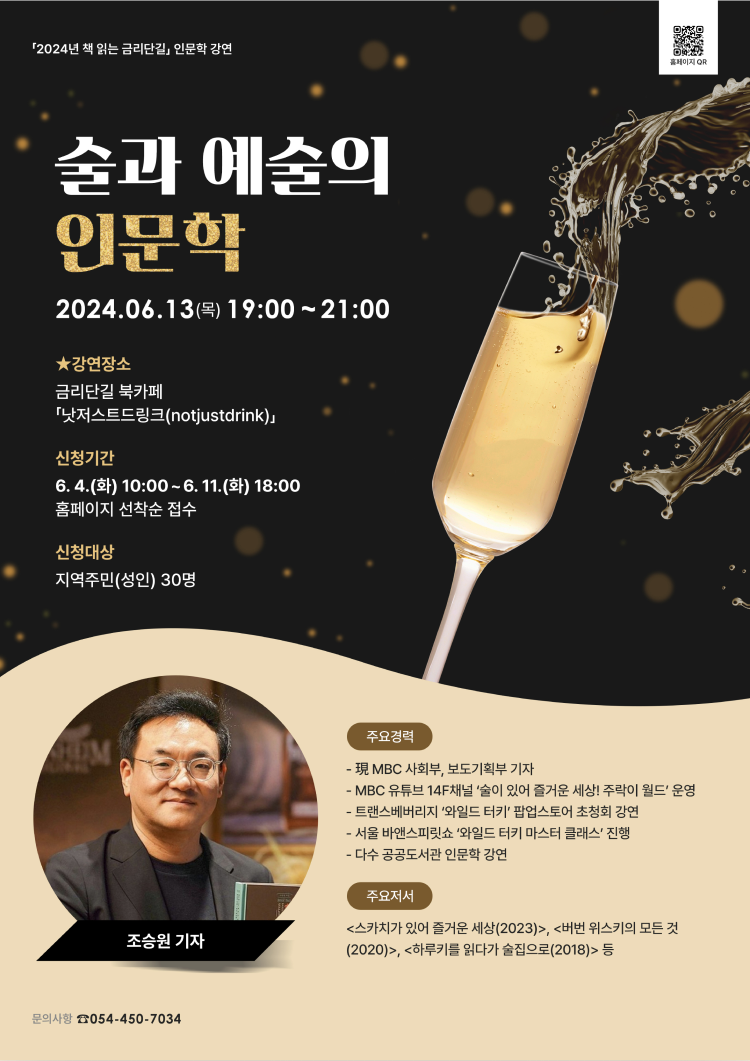 「2024년 책 읽는 금리단길」 인문학 강연
홈페이지 QR
술과 예술의
인문학
2024.06.13(목) 19:00 ~ 21:00
★강연장소
금리단길 북카페
「낫저스트드링크(notjustdrink)」
신청기간
6. 4.(화) 10:00 ~ 6. 11.(화) 18:00
홈페이지 선착순 접수
신청대상
지역주민(성인) 30명
주요경력
- 現 MBC 사회부, 보도기획부 기자
- MBC 유튜브 14F채널 ‘술이 있어 즐거운 세상! 주락이 월드’ 운영
- 트랜스베버리지 ‘와일드 터키’ 팝업스토어 초청회 강연
- 서울 바앤스피릿쇼 ‘와일드 터키 마스터 클래스’ 진행
- 다수 공공도서관 인문학 강연
주요저서
<스카치가 있어 즐거운 세상(2023)>, <버번 위스키의 모든 것
(2020)>, <하루키를 읽다가 술집으로(2018)> 등
조승원 기자
문의사항 ☎054-450-7034